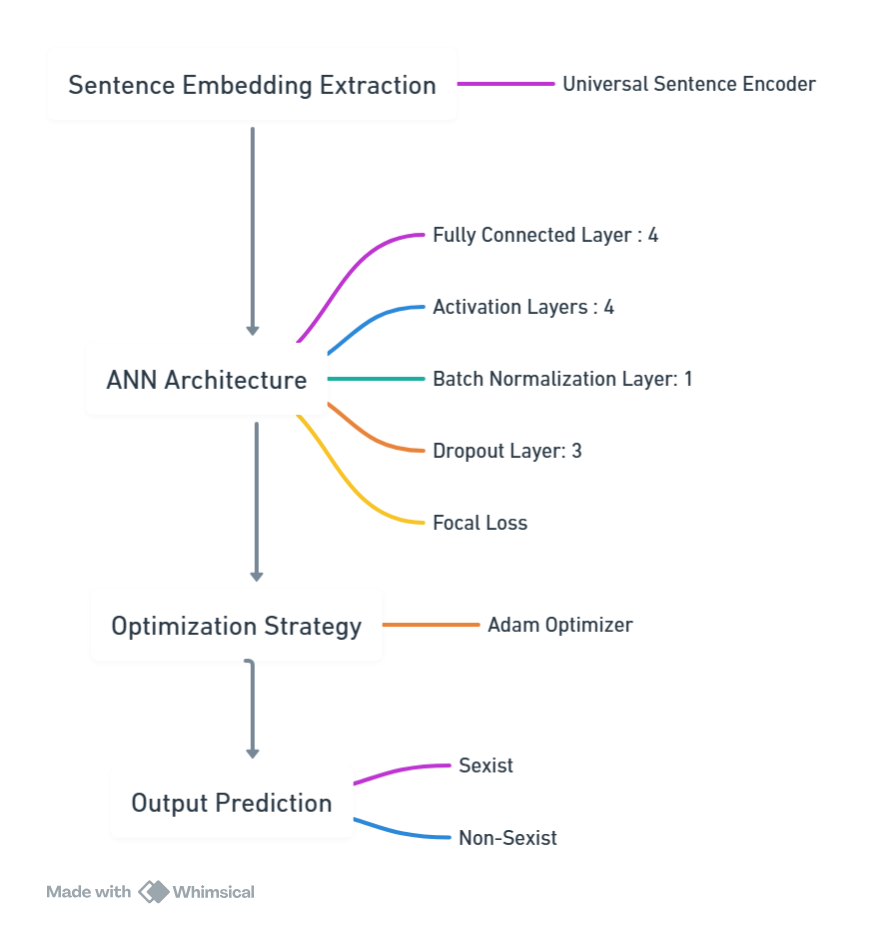 Sentence Embedding Extraction
Universal Sentence Encoder
Fully Connected Layer : 4
Activation Layers : 4
ANN Architecture
Batch Normalization Layer: 1
Dropout Layer: 3
Focal Loss
Optimization Strategy
Adam Optimizer
Sexist
Output Prediction
Non-Sexist
Made with Whimsical